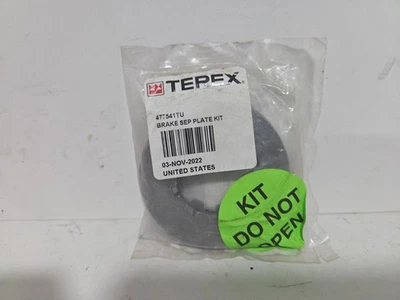 TEREX
477541TU
BRAKE SEP PLATE KIT
03-NOV-2022
UNITED STATES
KIT
DO NOT
OPEN